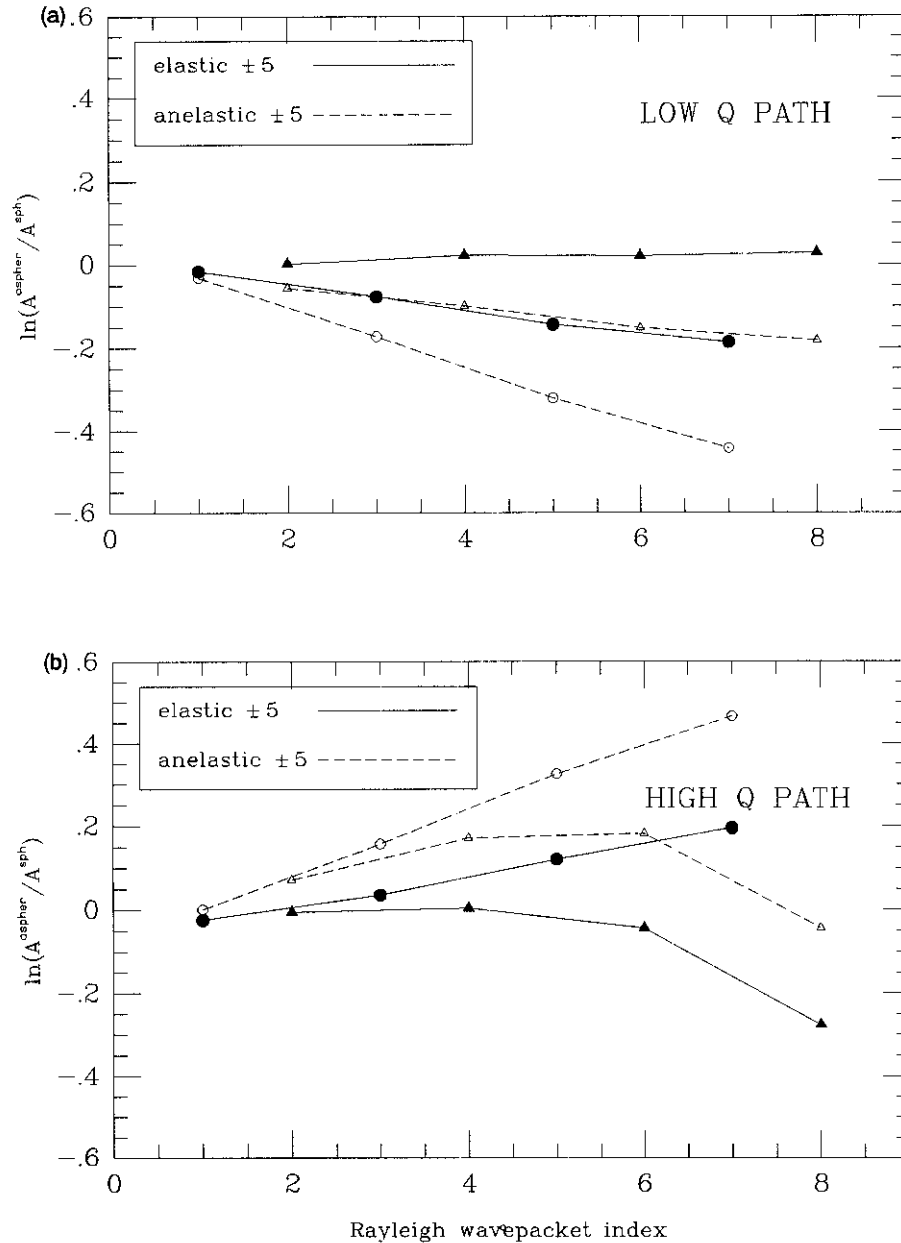 (a)
.6
.4
.2
0
-.2
-.4
-.6
ln(A^aspher/A^sph)
elastic ±5
anelastic ±5
LOW Q PATH
0 2 4 6 8
(b)
.6
.4
.2
0
-.2
-.4
-.6
ln(A^aspher/A^sph)
elastic ±5
anelastic ±5
HIGH Q PATH
0 2 4 6 8
Rayleigh wavepacket index